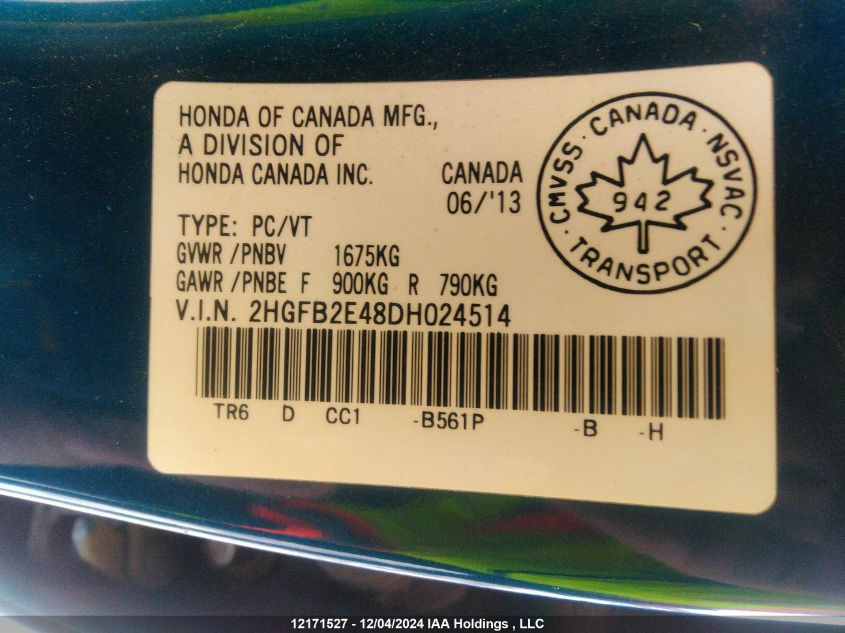 HONDA OF CANADA MFG.,
A DIVISION OF
HONDA CANADA INC. CANADA
06/'13
TYPE: PC/VT
GVWR /PNBV 1675KG
GAWR /PNBE F 900KG R 790KG
V.I.N. 2HGFB2E48DH024514
TR6 D CC1 -B561P -B -H
CMVSS · CANADA · NSVAC
942
· TRANSPORT ·
12171527 - 12/04/2024 IAA Holdings , LLC